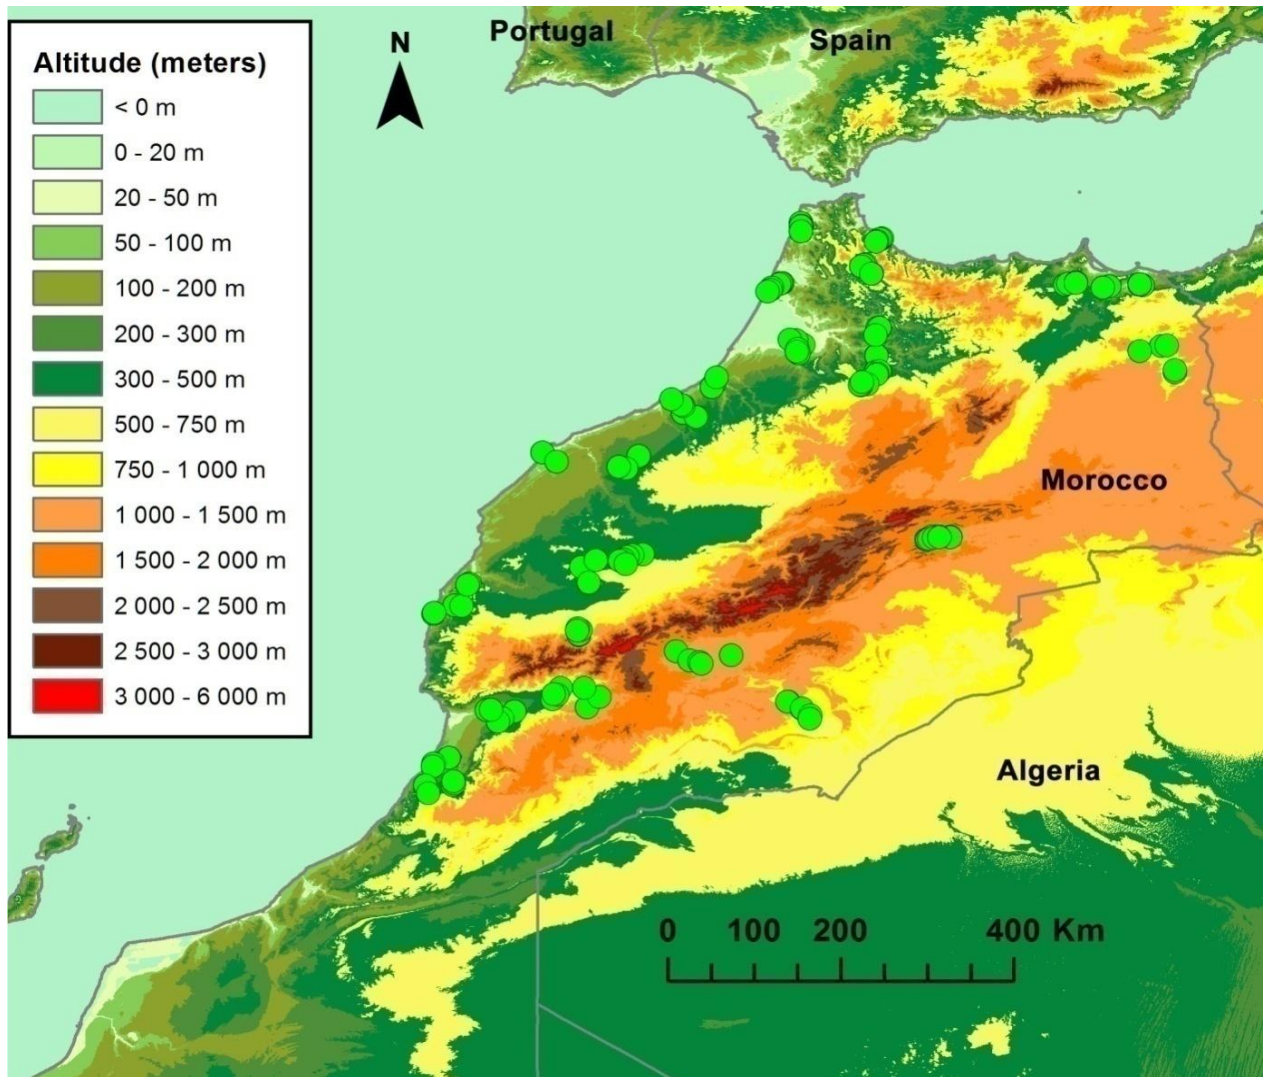 Portugal
Spain
N
Altitude (meters)
< 0 m
0 - 20 m
20 - 50 m
50 - 100 m
100 - 200 m
200 - 300 m
300 - 500 m
500 - 750 m
750 - 1 000 m
1 000 - 1 500 m
1 500 - 2 000 m
2 000 - 2 500 m
2 500 - 3 000 m
3 000 - 6 000 m
Morocco
Algeria
0 100 200 400 Km